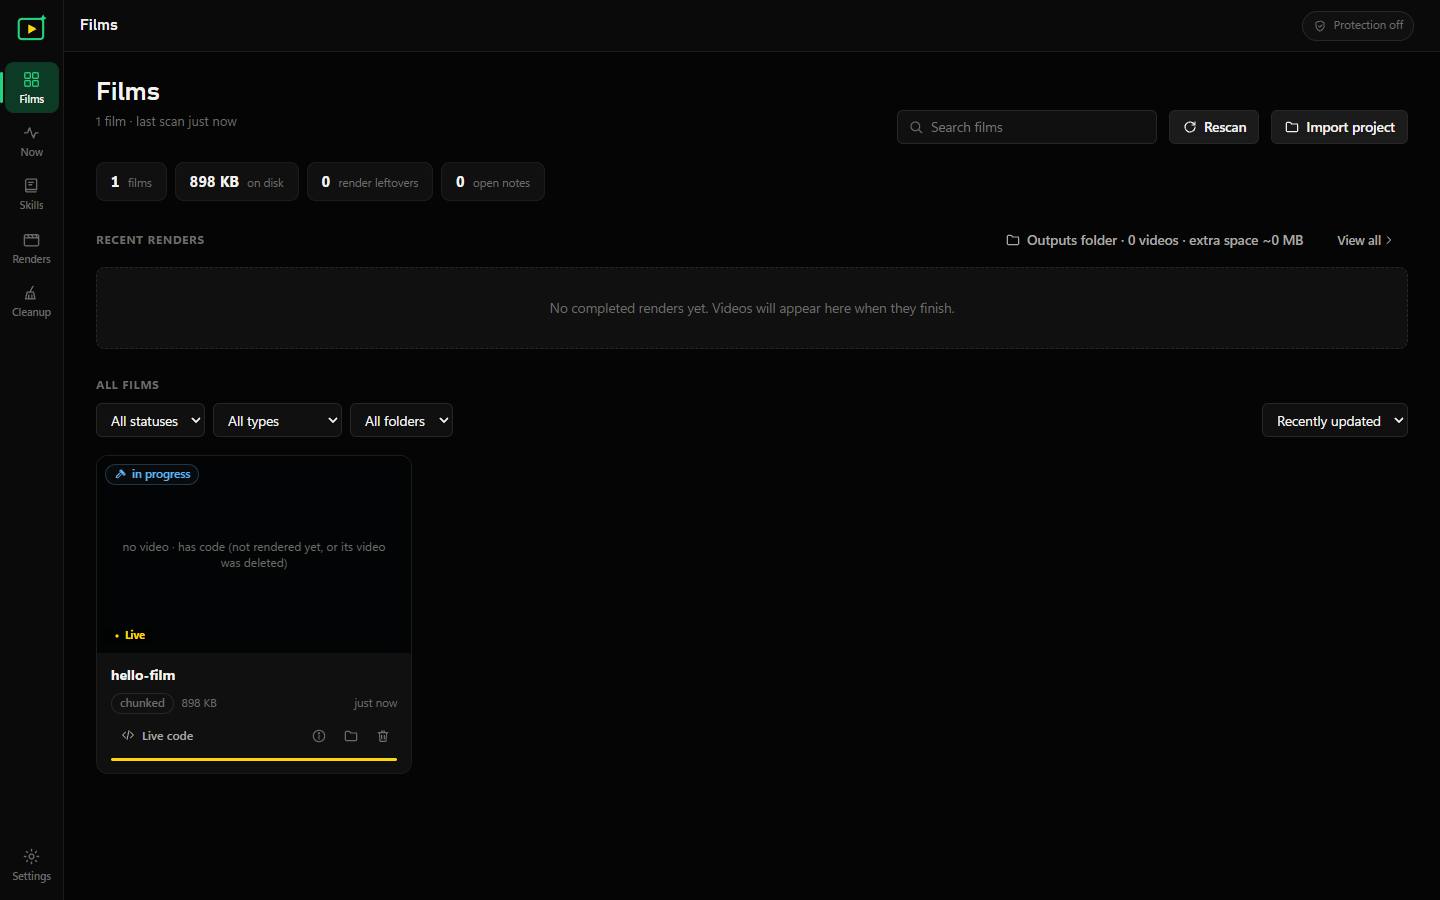 Films
Protection off
Films
Now
Skills
Renders
Cleanup
Settings
Films
1 film · last scan just now
Search films
Rescan
Import project
1 films
898 KB on disk
0 render leftovers
0 open notes
RECENT RENDERS
Outputs folder · 0 videos · extra space ~0 MB
View all
No completed renders yet. Videos will appear here when they finish.
ALL FILMS
All statuses
All types
All folders
Recently updated
in progress
no video · has code (not rendered yet, or its video
was deleted)
• Live
hello-film
chunked 898 KB just now
Live code